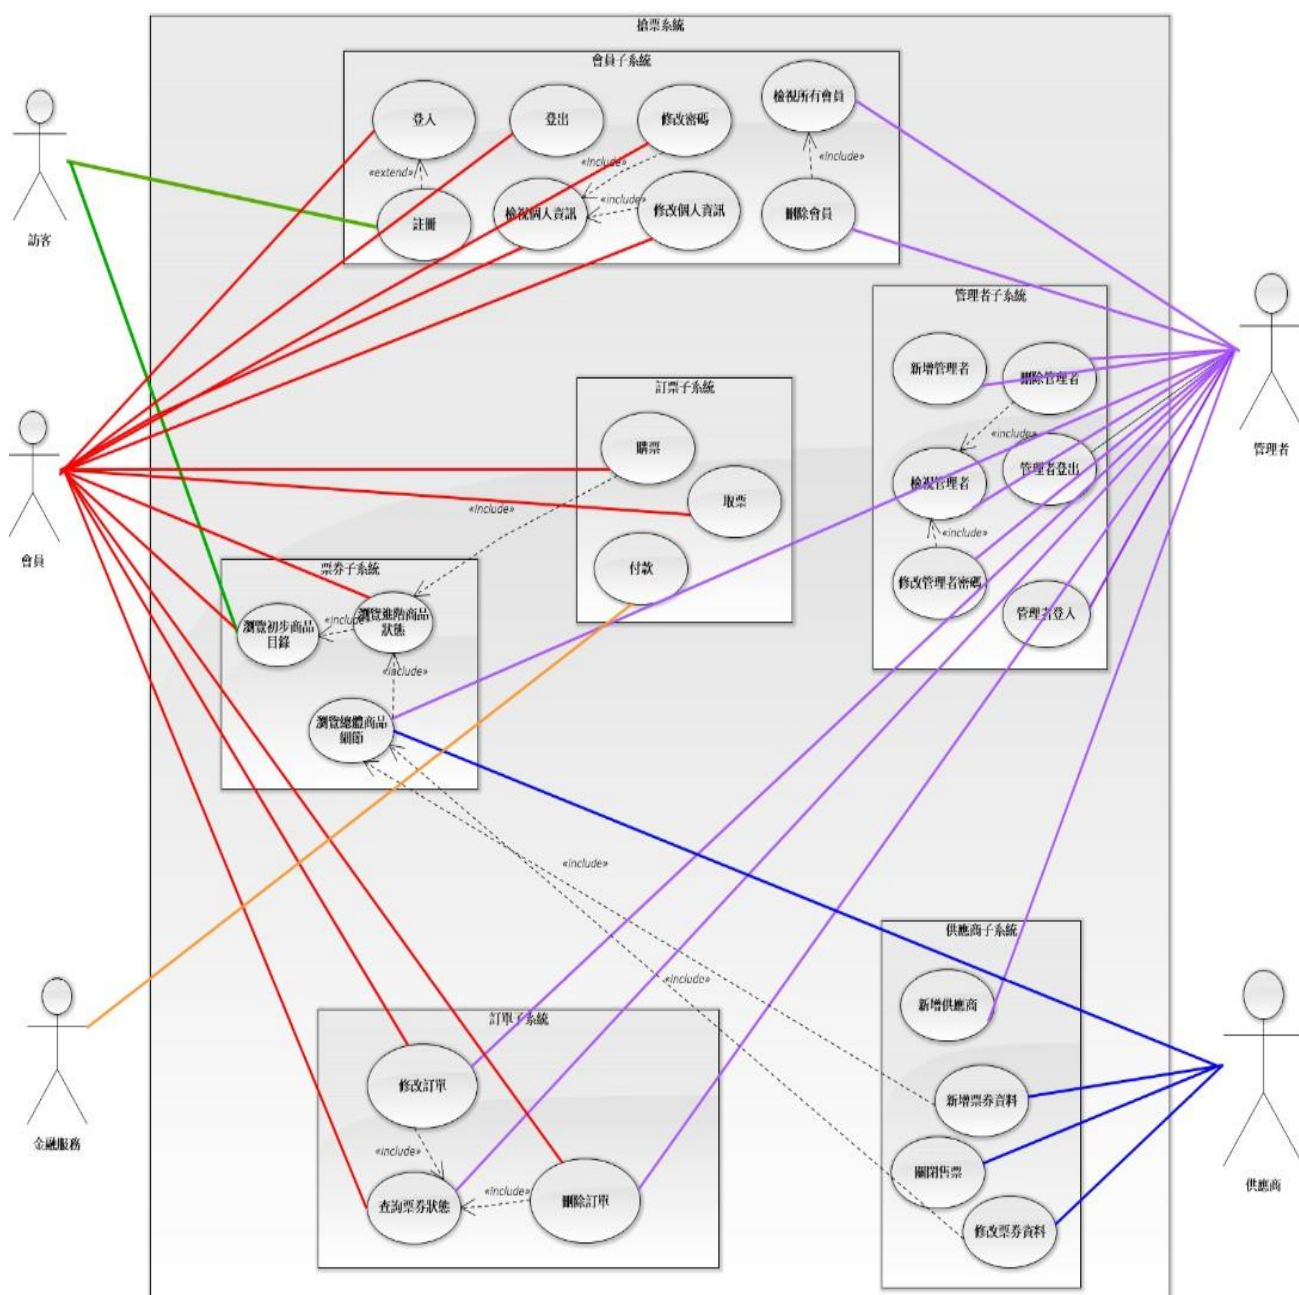 搶票系統
會員子系統
登入
登出
修改密碼
檢視所有會員
«include»
«include»
«extend»
«include»
註冊
檢視個人資訊
修改個人資訊
刪除會員
訪客
管理者子系統
新增管理者
刪除管理者
«include»
管理者登出
檢視管理者
«include»
修改管理者密碼
管理者登入
管理者
訂票子系統
購票
取票
«include»
付款
會員
票券子系統
瀏覽初步商品
目錄
«include»
瀏覽進階商品
狀態
«include»
瀏覽總體商品
細節
«include»
«include»
供應商子系統
新增供應商
新增票券資料
關閉售票
修改票券資料
供應商
訂單子系統
修改訂單
«include»
查詢票券狀態
«include»
刪除訂單
金融服務